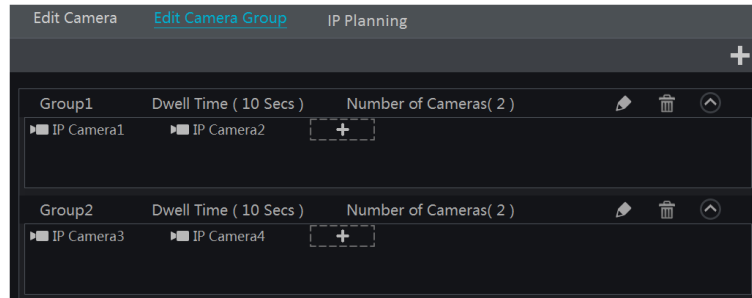 Edit Camera Edit Camera Group IP Planning
Group1 Dwell Time ( 10 Secs ) Number of Cameras( 2 )
IP Camera1 IP Camera2
Group2 Dwell Time ( 10 Secs ) Number of Cameras( 2 )
IP Camera3 IP Camera4